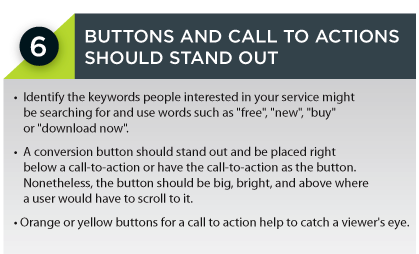 6
BUTTONS AND CALL TO ACTIONS
SHOULD STAND OUT
• Identify the keywords people interested in your service might
be searching for and use words such as "free", "new", "buy"
or "download now".
• A conversion button should stand out and be placed right
below a call-to-action or have the call-to-action as the button.
Nonetheless, the button should be big, bright, and above where
a user would have to scroll to it.
• Orange or yellow buttons for a call to action help to catch a viewer's eye.